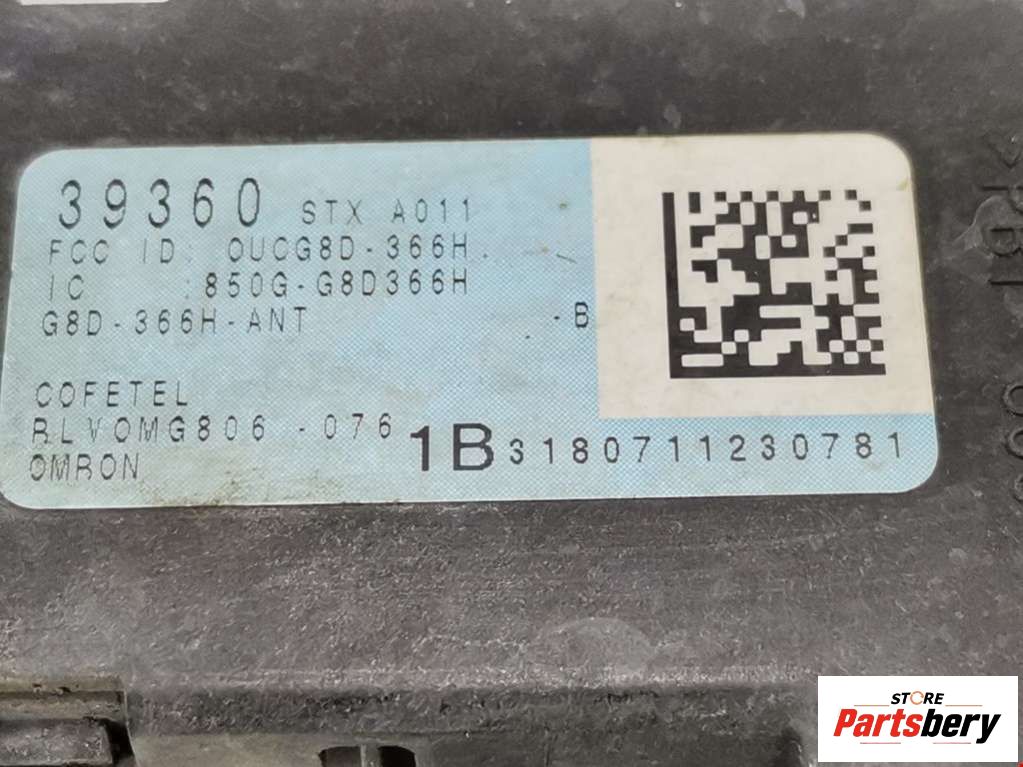 39360 STX A011
FCC ID: OUCG8D-366H.
IC :850G-G8D366H
G8D-366H-ANT -B
COFETEL
RLVOMG806-076
OMRON
1B3180711230781
>PBT
STORE
Partsbery